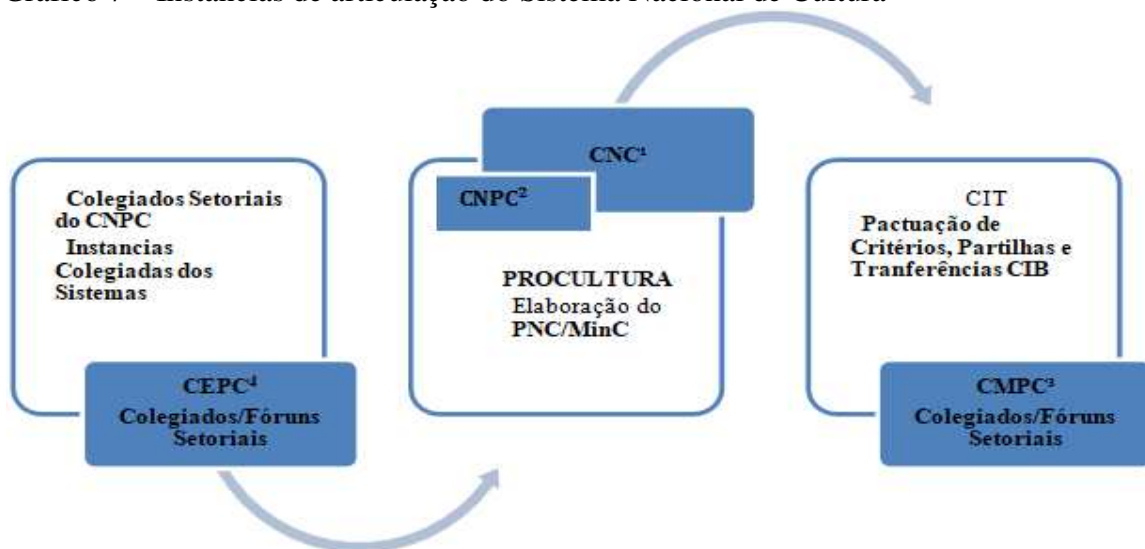 Gráfico – Instâncias de articulação do Sistema Nacional de Cultura
Colegiados Setoriais
do CNPC
Instancias
Colegiadas dos
Sistemas
CEPC⁴
Colegiados/Fóruns
Setoriais
CNC¹
CNPC²
PROCULTURA
Elaboração do
PNC/MinC
CIT
Pactuação de
Critérios, Partilhas e
Tranferências CIB
CMPC³
Colegiados/Fóruns
Setoriais